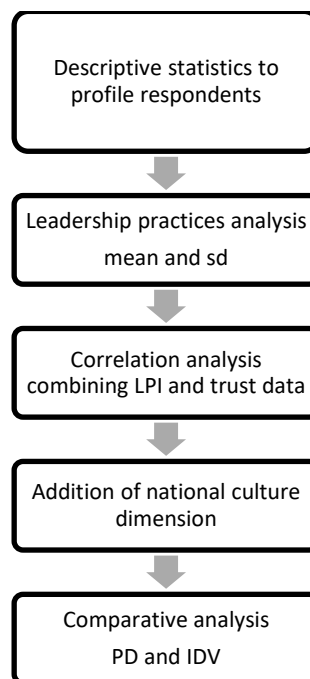 Descriptive statistics to
profile respondents
Leadership practices analysis
mean and sd
Correlation analysis
combining LPI and trust data
Addition of national culture
dimension
Comparative analysis
PD and IDV